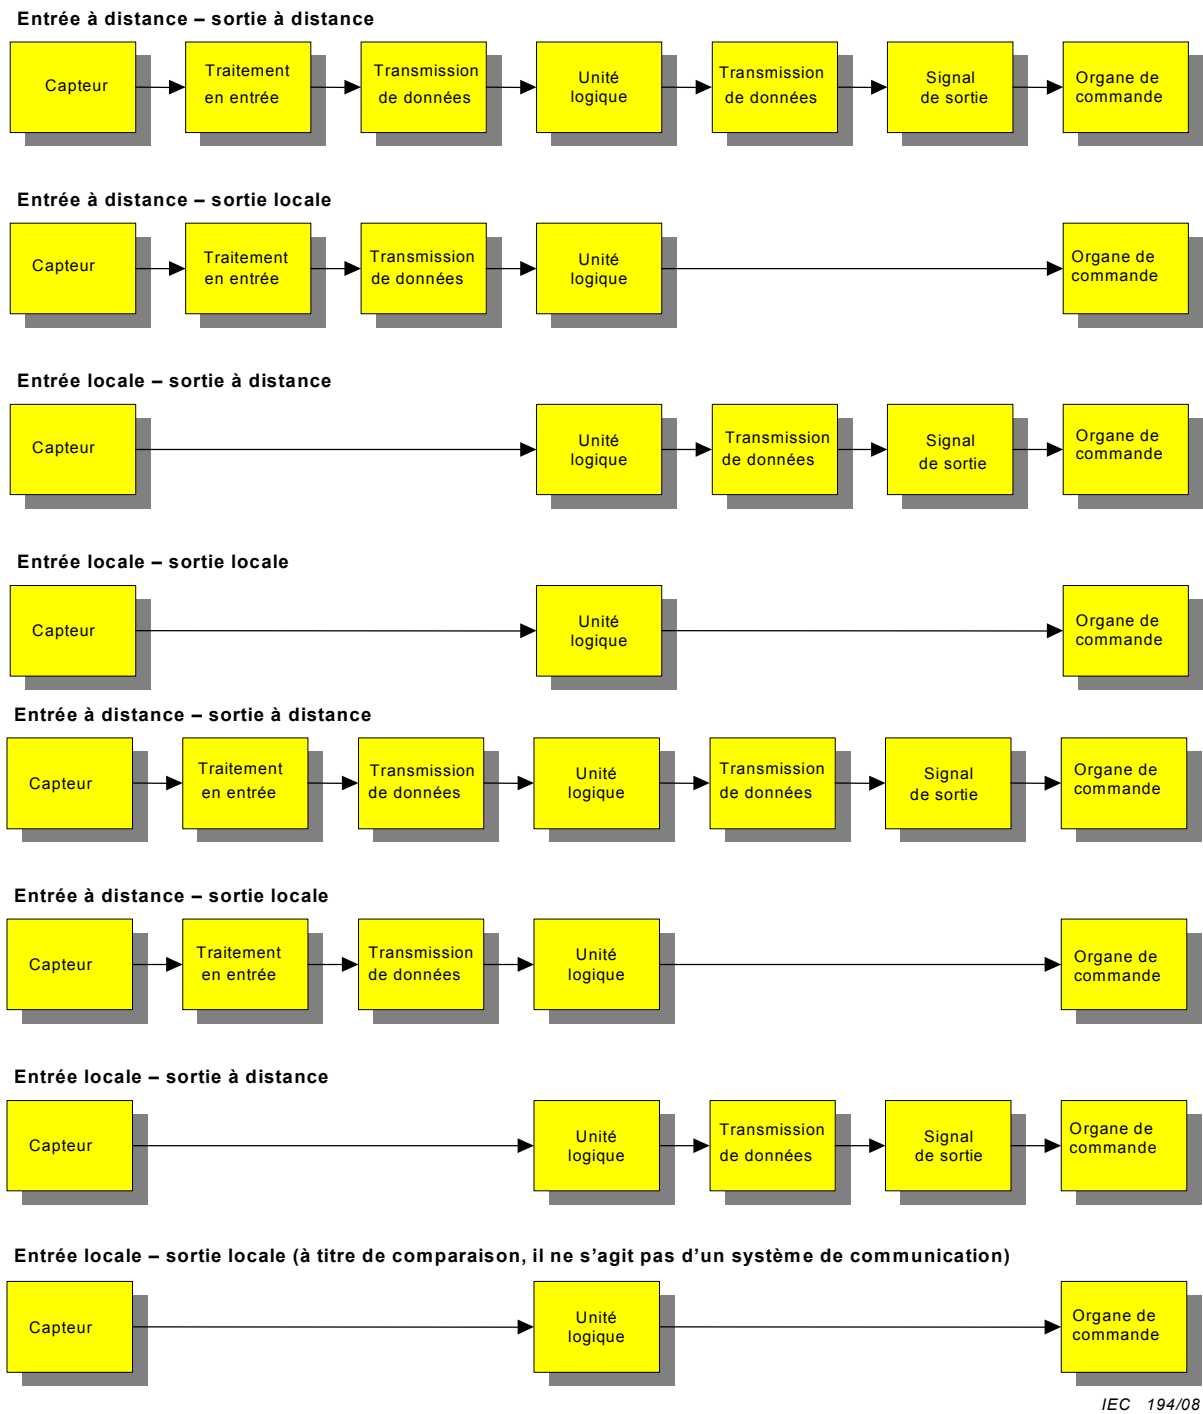 Entrée à distance – sortie à distance
Capteur
Traitement
en entrée
Transmission
de données
Unité
logique
Transmission
de données
Signal
de sortie
Organe de
commande
Entrée à distance – sortie locale
Capteur
Traitement
en entrée
Transmission
de données
Unité
logique
Organe de
commande
Entrée locale – sortie à distance
Capteur
Unité
logique
Transmission
de données
Signal
de sortie
Organe de
commande
Entrée locale – sortie locale
Capteur
Unité
logique
Organe de
commande
Entrée à distance – sortie à distance
Capteur
Traitement
en entrée
Transmission
de données
Unité
logique
Transmission
de données
Signal
de sortie
Organe de
commande
Entrée à distance – sortie locale
Capteur
Traitement
en entrée
Transmission
de données
Unité
logique
Organe de
commande
Entrée locale – sortie à distance
Capteur
Unité
logique
Transmission
de données
Signal
de sortie
Organe de
commande
Entrée locale – sortie locale (à titre de comparaison, il ne s’agit pas d’un système de communication)
Capteur
Unité
logique
Organe de
commande
IEC 194/08